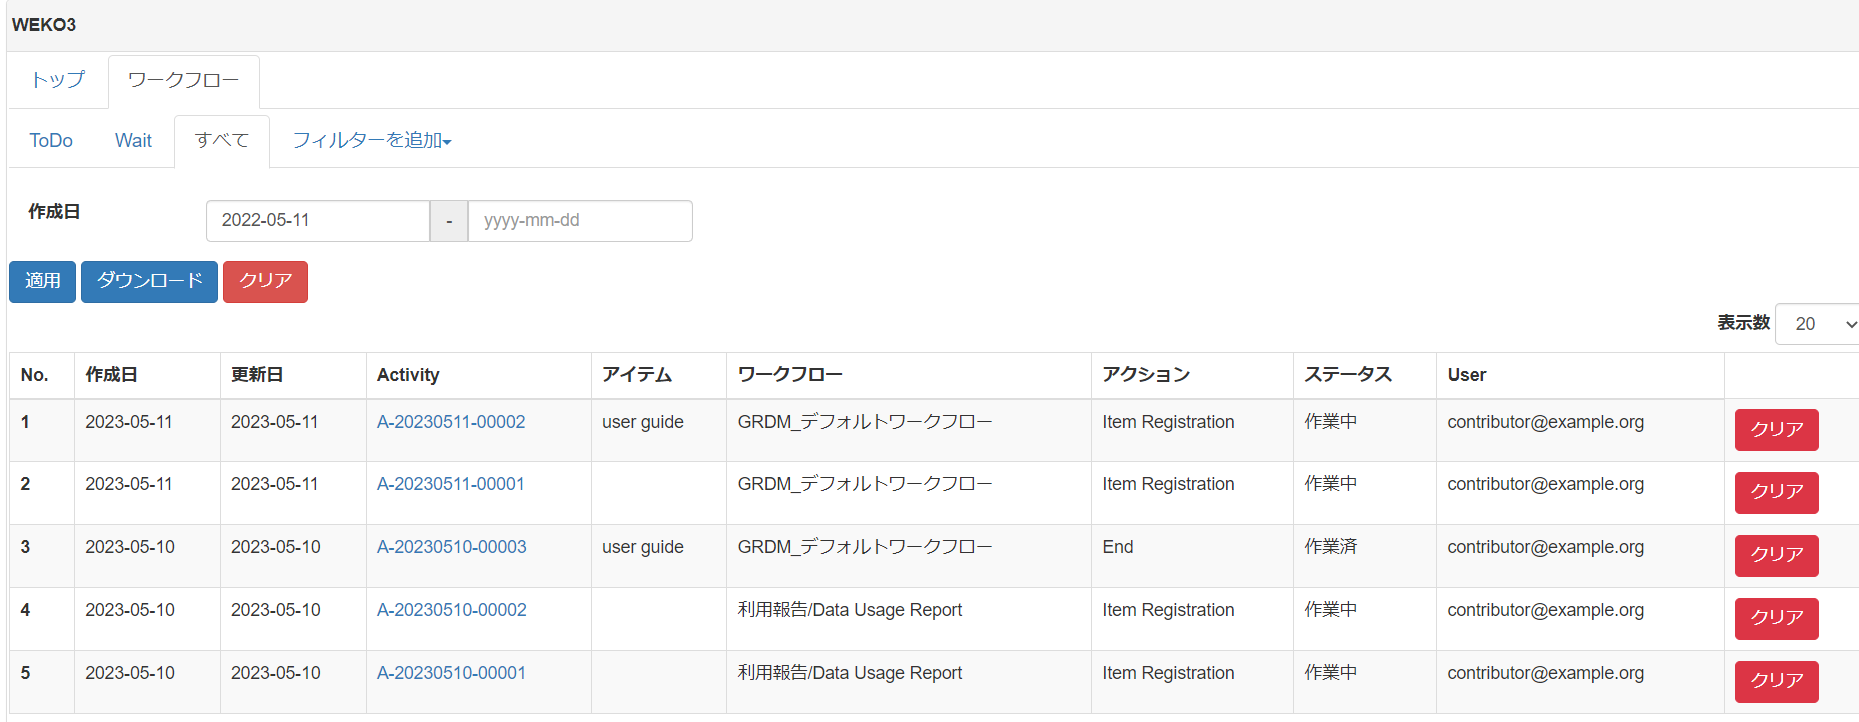 WEKO3
トップ ワークフロー
ToDo Wait すべて フィルターを追加
作成日 2022-05-11 - yyyy-mm-dd
適用 ダウンロード クリア
表示数 20
No. 作成日 更新日 Activity アイテム ワークフロー アクション ステータス User
1 2023-05-11 2023-05-11 A-20230511-00002 user guide GRDM_デフォルトワークフロー Item Registration 作業中 contributor@example.org クリア
2 2023-05-11 2023-05-11 A-20230511-00001 GRDM_デフォルトワークフロー Item Registration 作業中 contributor@example.org クリア
3 2023-05-10 2023-05-10 A-20230510-00003 user guide GRDM_デフォルトワークフロー End 作業済 contributor@example.org クリア
4 2023-05-10 2023-05-10 A-20230510-00002 利用報告/Data Usage Report Item Registration 作業中 contributor@example.org クリア
5 2023-05-10 2023-05-10 A-20230510-00001 利用報告/Data Usage Report Item Registration 作業中 contributor@example.org クリア